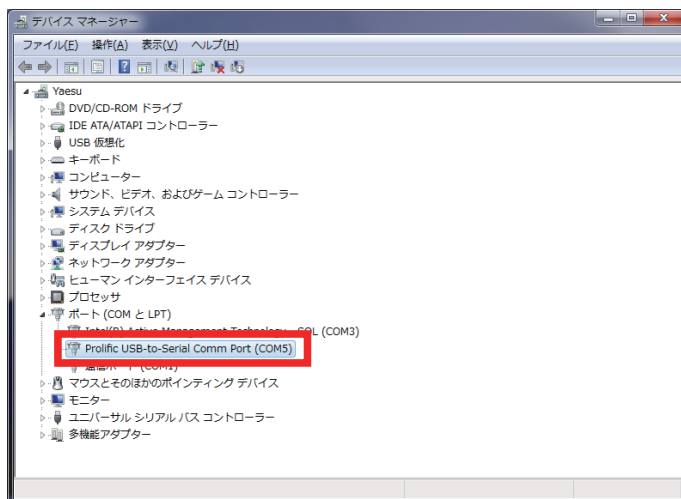 デバイス マネージャー
ファイル(F) 操作(A) 表示(V) ヘルプ(H)
Yaesu
DVD/CD-ROM ドライブ
IDE ATA/ATAPI コントローラー
USB 仮想化
キーボード
コンピューター
サウンド、ビデオ、およびゲーム コントローラー
システム デバイス
ディスク ドライブ
ディスプレイ アダプター
ネットワーク アダプター
ヒューマン インターフェイス デバイス
プロセッサ
ポート (COM と LPT)
Intel(R) Active Management Technology - SOL (COM3)
Prolific USB-to-Serial Comm Port (COM5)
通信ポート (COM1)
マウスとそのほかのポインティング デバイス
モニター
ユニバーサル シリアル バス コントローラー
多機能アダプター